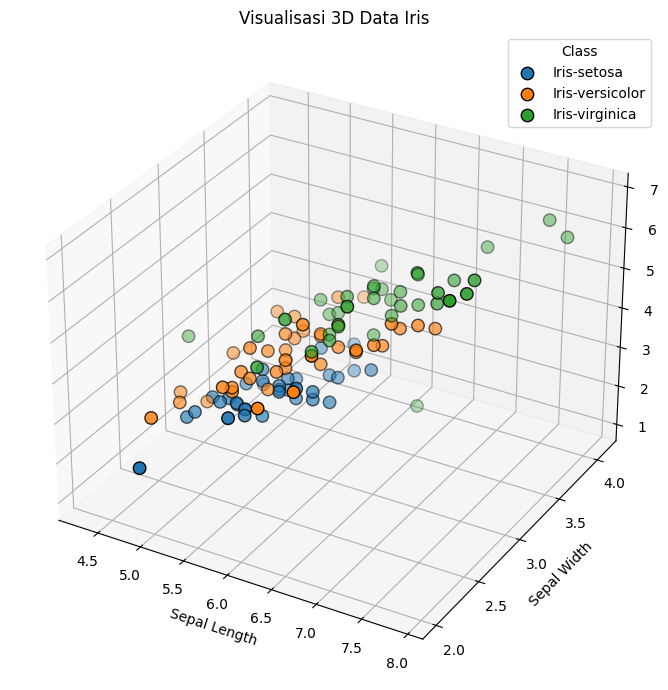 Visualisasi 3D Data Iris
Class
Iris-setosa
Iris-versicolor
Iris-virginica
7
6
5
4
3
2
1
4.0
3.5
3.0
2.5
2.0
Sepal Width
4.5
5.0
5.5
6.0
6.5
7.0
7.5
8.0
Sepal Length